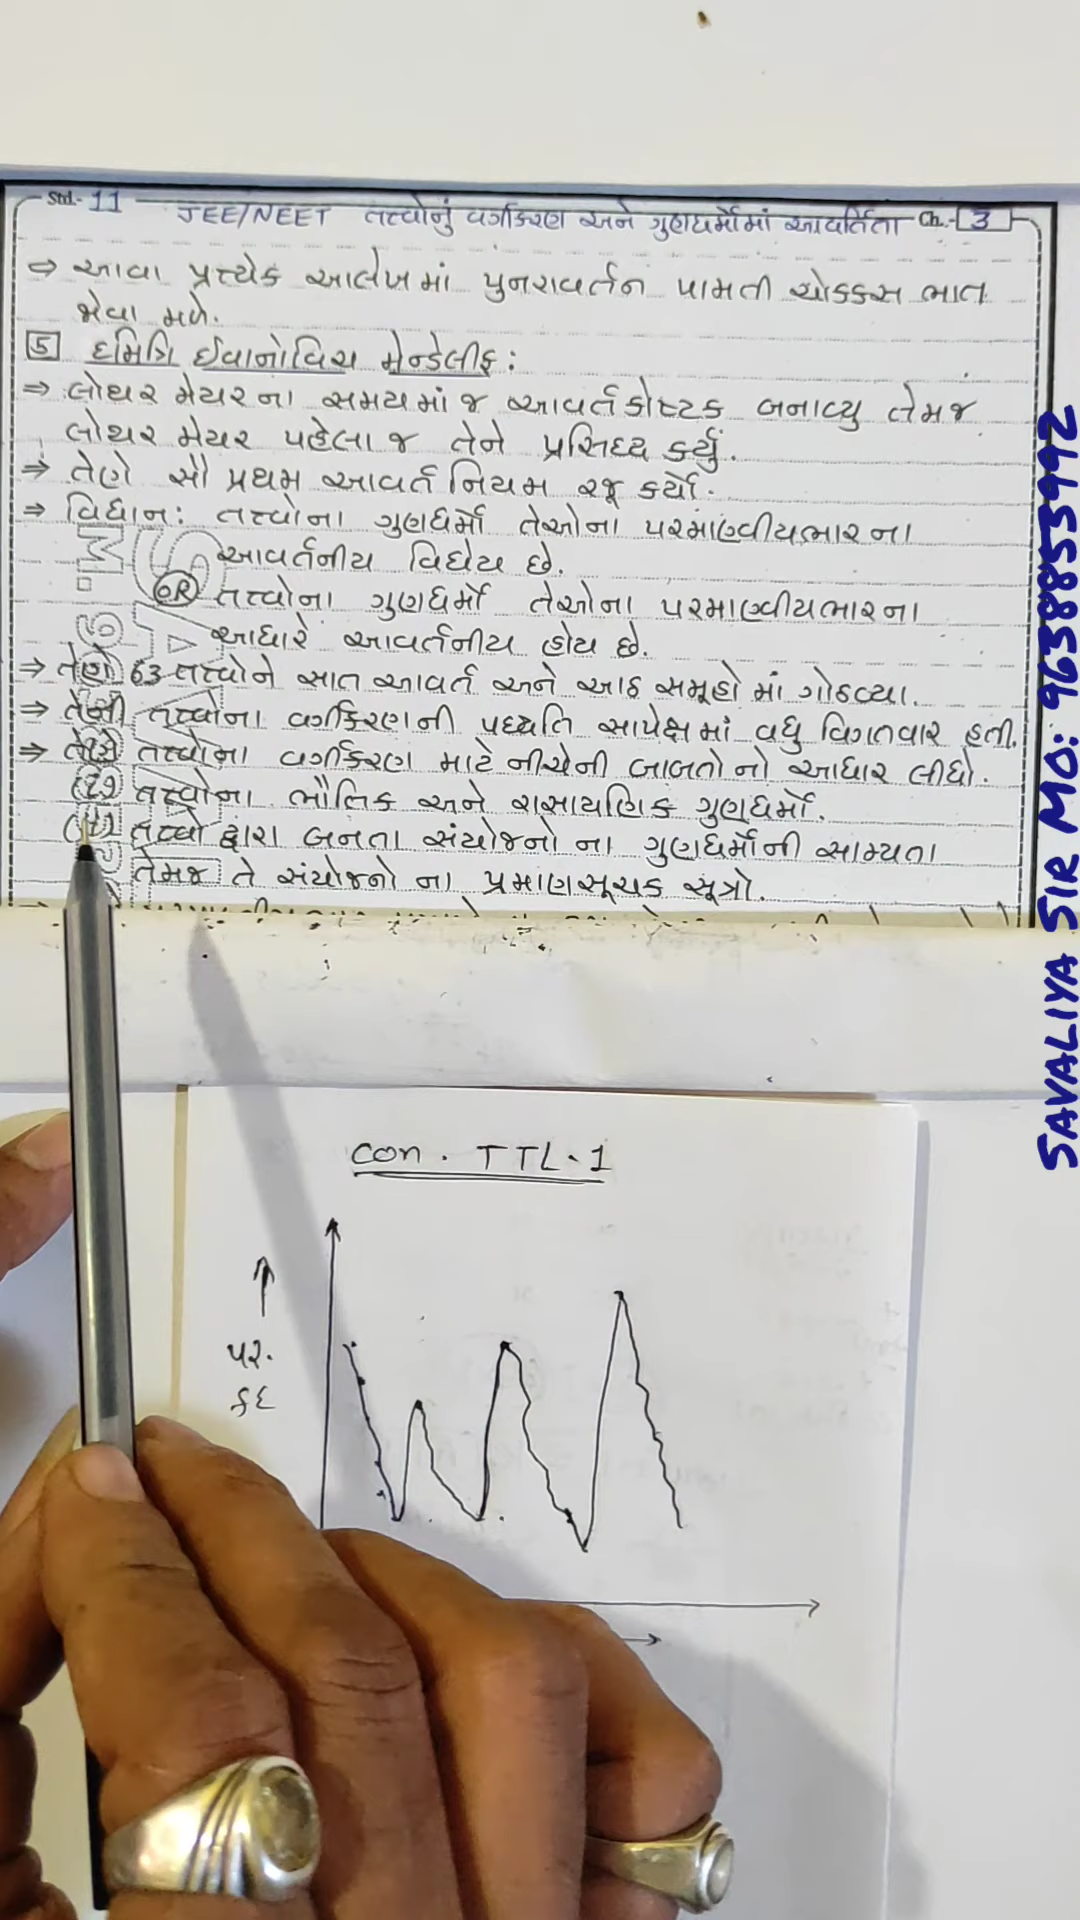 Std.- 11 JEE/NEET તત્ત્વોનું વર્ગીકરણ અને ગુણધર્મોમાં આવર્તિતા Ch.- 3
⇒ આવા પ્રત્યેક આલેખમાં પુનરાવર્તન પામતી ચોક્કસ ભાત
જોવા મળે.
5 દમિત્રિ ઈવાનોવિચ મેન્ડેલીફ :
⇒ લોથર મેયરના સમયમાં જ આવર્તકોષ્ટક બનાવ્યુ તેમજ
લોથર મેયર પહેલા જ તેને પ્રસિધ્ધ કર્યું.
⇒ તેણે સૌ પ્રથમ આવર્ત નિયમ રજૂ કર્યો.
⇒ વિધાન: તત્ત્વોના ગુણધર્મો તેઓના પરમાણ્વીયભારના
આવર્તનીય વિધેય છે.
OR તત્ત્વોના ગુણધર્મો તેઓના પરમાણ્વીયભારના
આધારે આવર્તનીય હોય છે.
⇒ તેણે 63 તત્ત્વોને સાત આવર્ત અને આઠ સમૂહો માં ગોઠવ્યા.
⇒ તેની તત્ત્વોના વર્ગીકરણની પધ્ધતિ સાપેક્ષમાં વધુ વિગતવાર હતી.
⇒ તેણે તત્ત્વોના વર્ગીકરણ માટે નીચેની બાબતોનો આધાર લીધો.
તત્ત્વોના ભૌતિક અને રાસાયણિક ગુણધર્મો.
તત્ત્વો દ્વારા બનતા સંયોજનો ના ગુણધર્મોની સામ્યતા
તેમજ તે સંયોજનો ના પ્રમાણસૂચક સૂત્રો.
SAVALIYA SIR MO: 9638853992
con. TTL.1
પર.
કદ